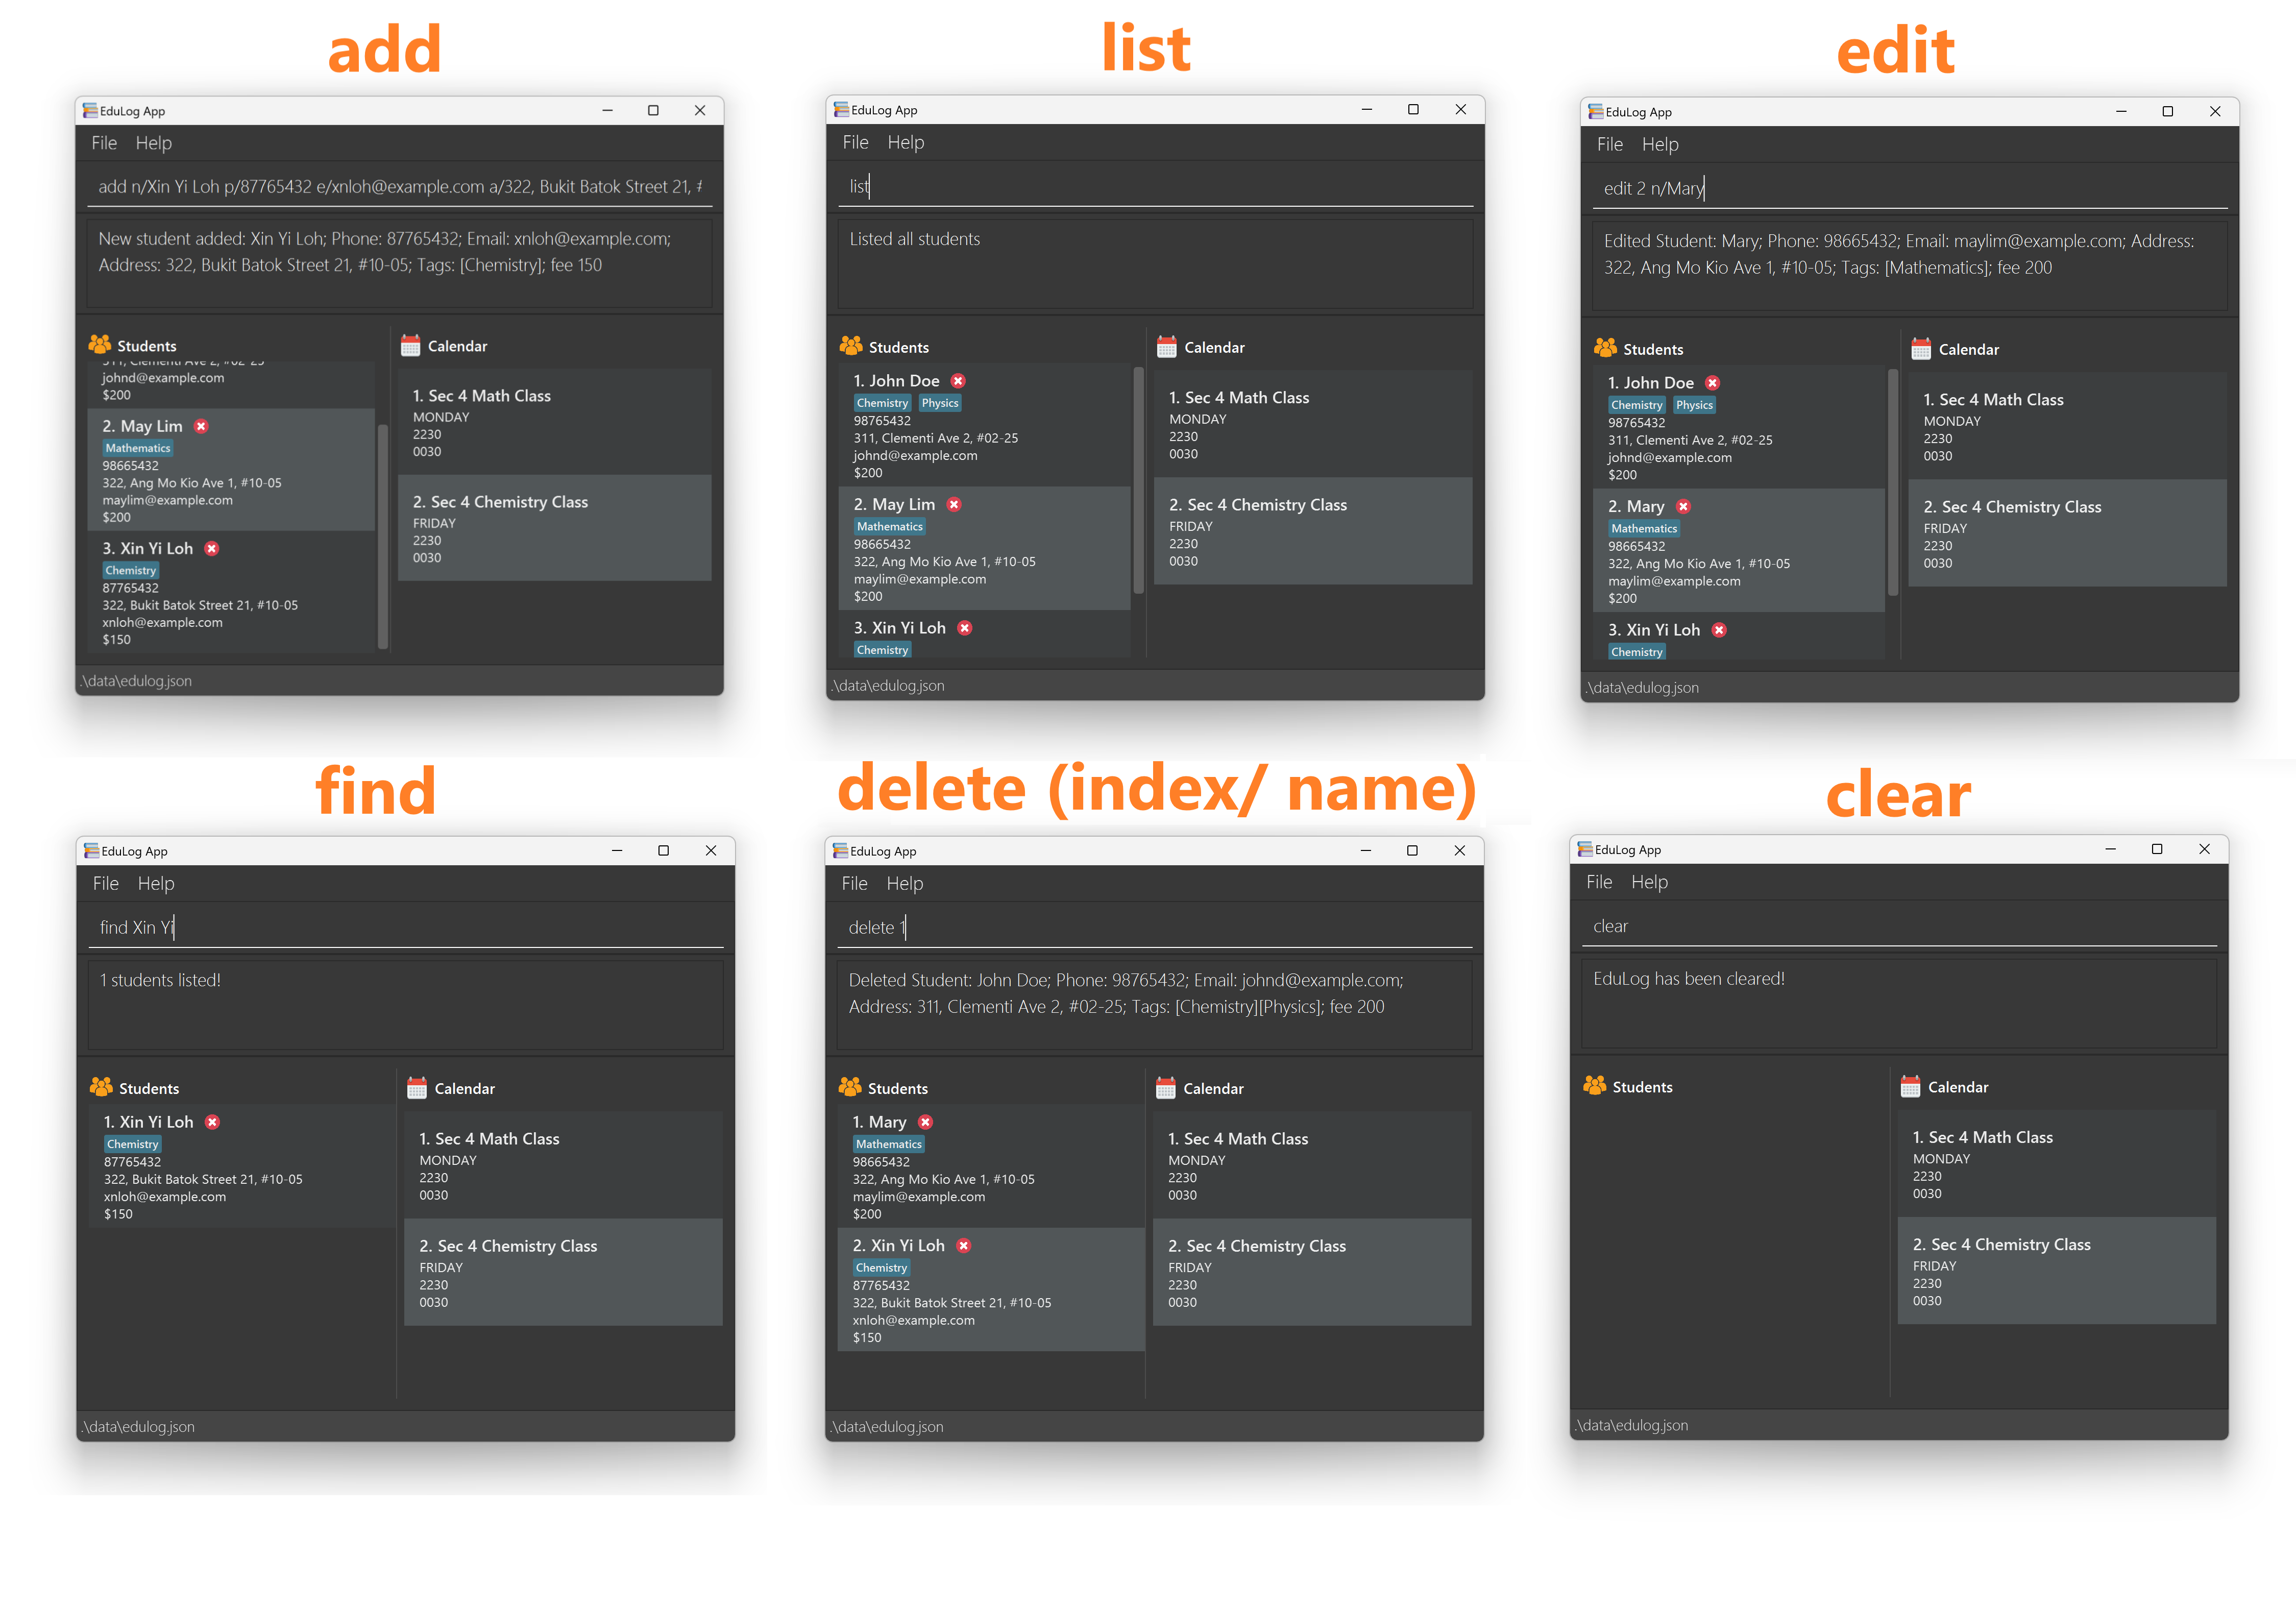 add
EduLog App
File Help
add n/Xin Yi Loh p/87765432 e/xnloh@example.com a/322, Bukit Batok Street 21, #
New student added: Xin Yi Loh; Phone: 87765432; Email: xnloh@example.com;
Address: 322, Bukit Batok Street 21, #10-05; Tags: [Chemistry]; fee 150
Students
311, Clementi Ave 2, #02-25
johnd@example.com
$200
2. May Lim
Mathematics
98665432
322, Ang Mo Kio Ave 1, #10-05
maylim@example.com
$200
3. Xin Yi Loh
Chemistry
87765432
322, Bukit Batok Street 21, #10-05
xnloh@example.com
$150
Calendar
1. Sec 4 Math Class
MONDAY
2230
0030
2. Sec 4 Chemistry Class
FRIDAY
2230
0030
.\data\edulog.json
list
EduLog App
File Help
list
Listed all students
Students
1. John Doe
Chemistry Physics
98765432
311, Clementi Ave 2, #02-25
johnd@example.com
$200
2. May Lim
Mathematics
98665432
322, Ang Mo Kio Ave 1, #10-05
maylim@example.com
$200
3. Xin Yi Loh
Chemistry
Calendar
1. Sec 4 Math Class
MONDAY
2230
0030
2. Sec 4 Chemistry Class
FRIDAY
2230
0030
.\data\edulog.json
edit
EduLog App
File Help
edit 2 n/Mary
Edited Student: Mary; Phone: 98665432; Email: maylim@example.com; Address:
322, Ang Mo Kio Ave 1, #10-05; Tags: [Mathematics]; fee 200
Students
1. John Doe
Chemistry Physics
98765432
311, Clementi Ave 2, #02-25
johnd@example.com
$200
2. Mary
Mathematics
98665432
322, Ang Mo Kio Ave 1, #10-05
maylim@example.com
$200
3. Xin Yi Loh
Chemistry
Calendar
1. Sec 4 Math Class
MONDAY
2230
0030
2. Sec 4 Chemistry Class
FRIDAY
2230
0030
.\data\edulog.json
find
EduLog App
File Help
find Xin Yi
1 students listed!
Students
1. Xin Yi Loh
Chemistry
87765432
322, Bukit Batok Street 21, #10-05
xnloh@example.com
$150
Calendar
1. Sec 4 Math Class
MONDAY
2230
0030
2. Sec 4 Chemistry Class
FRIDAY
2230
0030
.\data\edulog.json
delete (index/ name)
EduLog App
File Help
delete 1
Deleted Student: John Doe; Phone: 98765432; Email: johnd@example.com;
Address: 311, Clementi Ave 2, #02-25; Tags: [Chemistry][Physics]; fee 200
Students
1. Mary
Mathematics
98665432
322, Ang Mo Kio Ave 1, #10-05
maylim@example.com
$200
2. Xin Yi Loh
Chemistry
87765432
322, Bukit Batok Street 21, #10-05
xnloh@example.com
$150
Calendar
1. Sec 4 Math Class
MONDAY
2230
0030
2. Sec 4 Chemistry Class
FRIDAY
2230
0030
.\data\edulog.json
clear
EduLog App
File Help
clear
EduLog has been cleared!
Students
Calendar
1. Sec 4 Math Class
MONDAY
2230
0030
2. Sec 4 Chemistry Class
FRIDAY
2230
0030
.\data\edulog.json